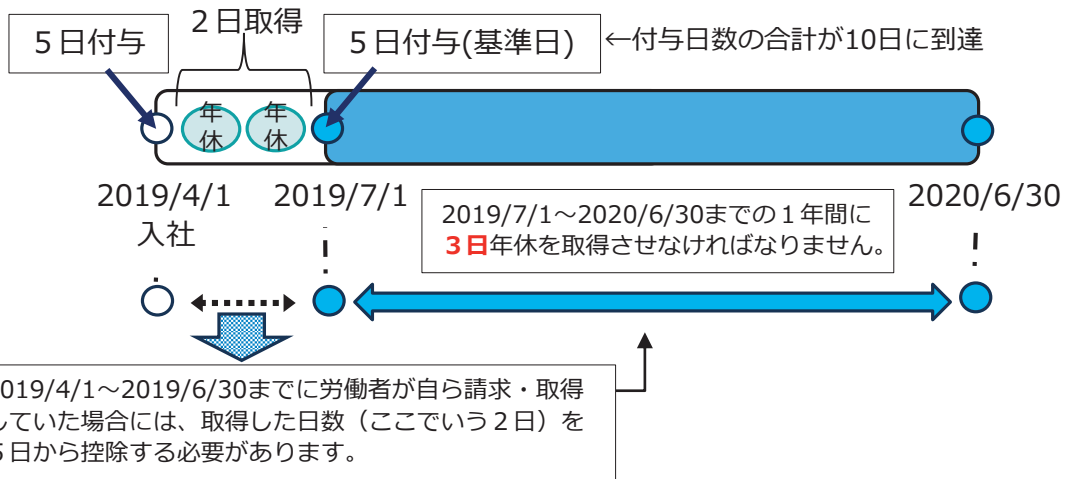 ２日取得
５日付与
５日付与(基準日)
←付与日数の合計が10日に到達
年休
年休
2019/4/1
入社
2019/7/1
2020/6/30
2019/7/1～2020/6/30までの１年間に
３日年休を取得させなければなりません。
019/4/1～2019/6/30までに労働者が自ら請求・取得
していた場合には、取得した日数（ここでいう２日）を
５日から控除する必要があります。